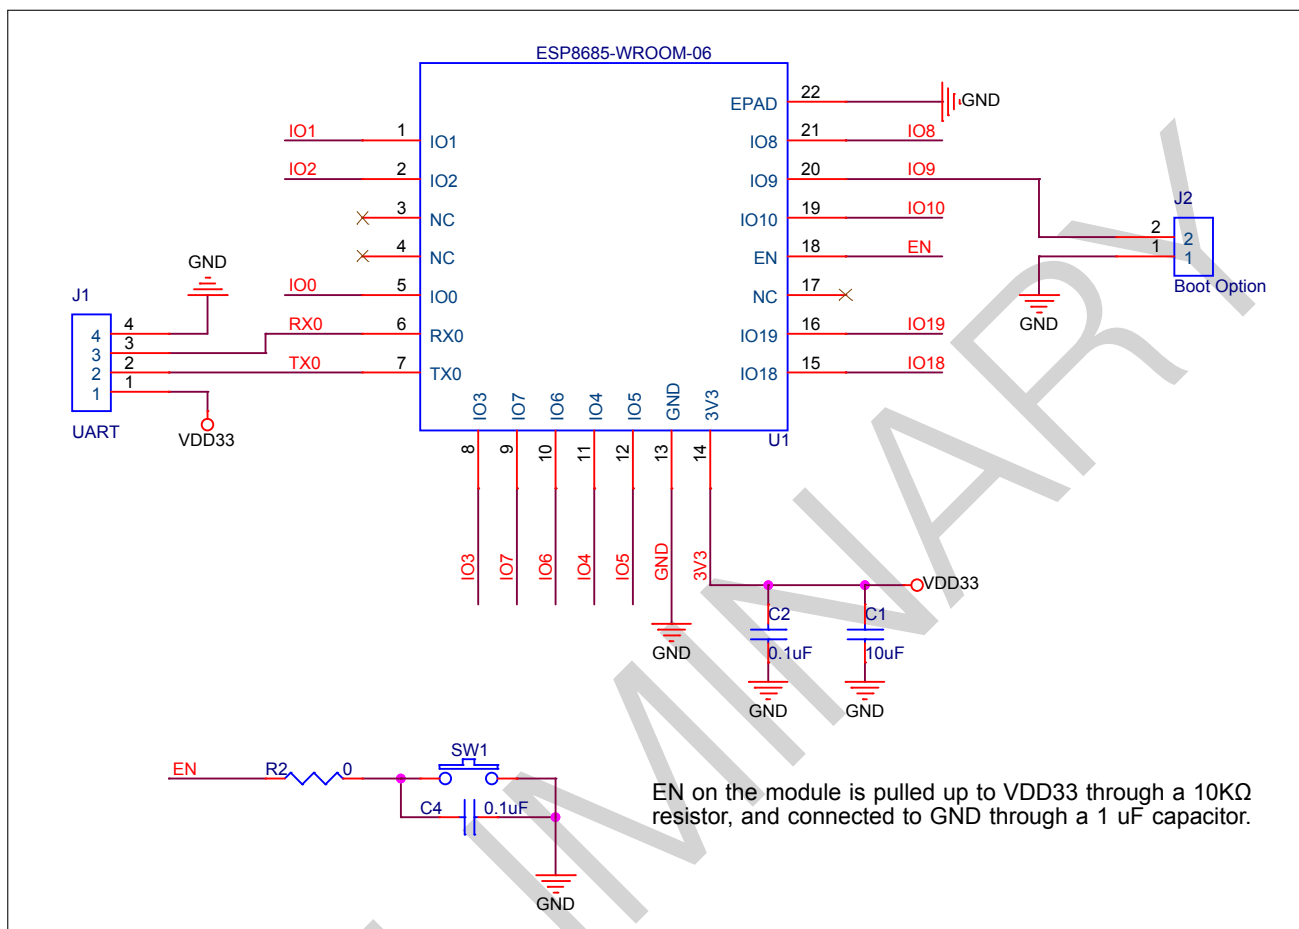 ESP8685-WROOM-06
EPAD 22 GND
IO1 1 IO1
IO8 21 IO8
IO2 2 IO2
IO9 20 IO9
3 NC
IO10 19 IO10
J2
4 NC
EN 18 EN
2 2
1 1
Boot Option
GND
GND
IO0 5 IO0
NC 17
J1
4 4
3 3
2 2
1 1
UART
VDD33
RX0 6 RX0
IO19 16 IO19
TX0 7 TX0
IO18 15 IO18
IO3 IO7 IO6 IO4 IO5 GND 3V3
U1
8 9 10 11 12 13 14
IO3 IO7 IO6 IO4 IO5 GND 3V3
VDD33
C2 C1
0.1uF 10uF
GND
GND GND
SW1
EN R2 0
C4 0.1uF
GND
EN on the module is pulled up to VDD33 through a 10KΩ
resistor, and connected to GND through a 1 uF capacitor.
MINARY